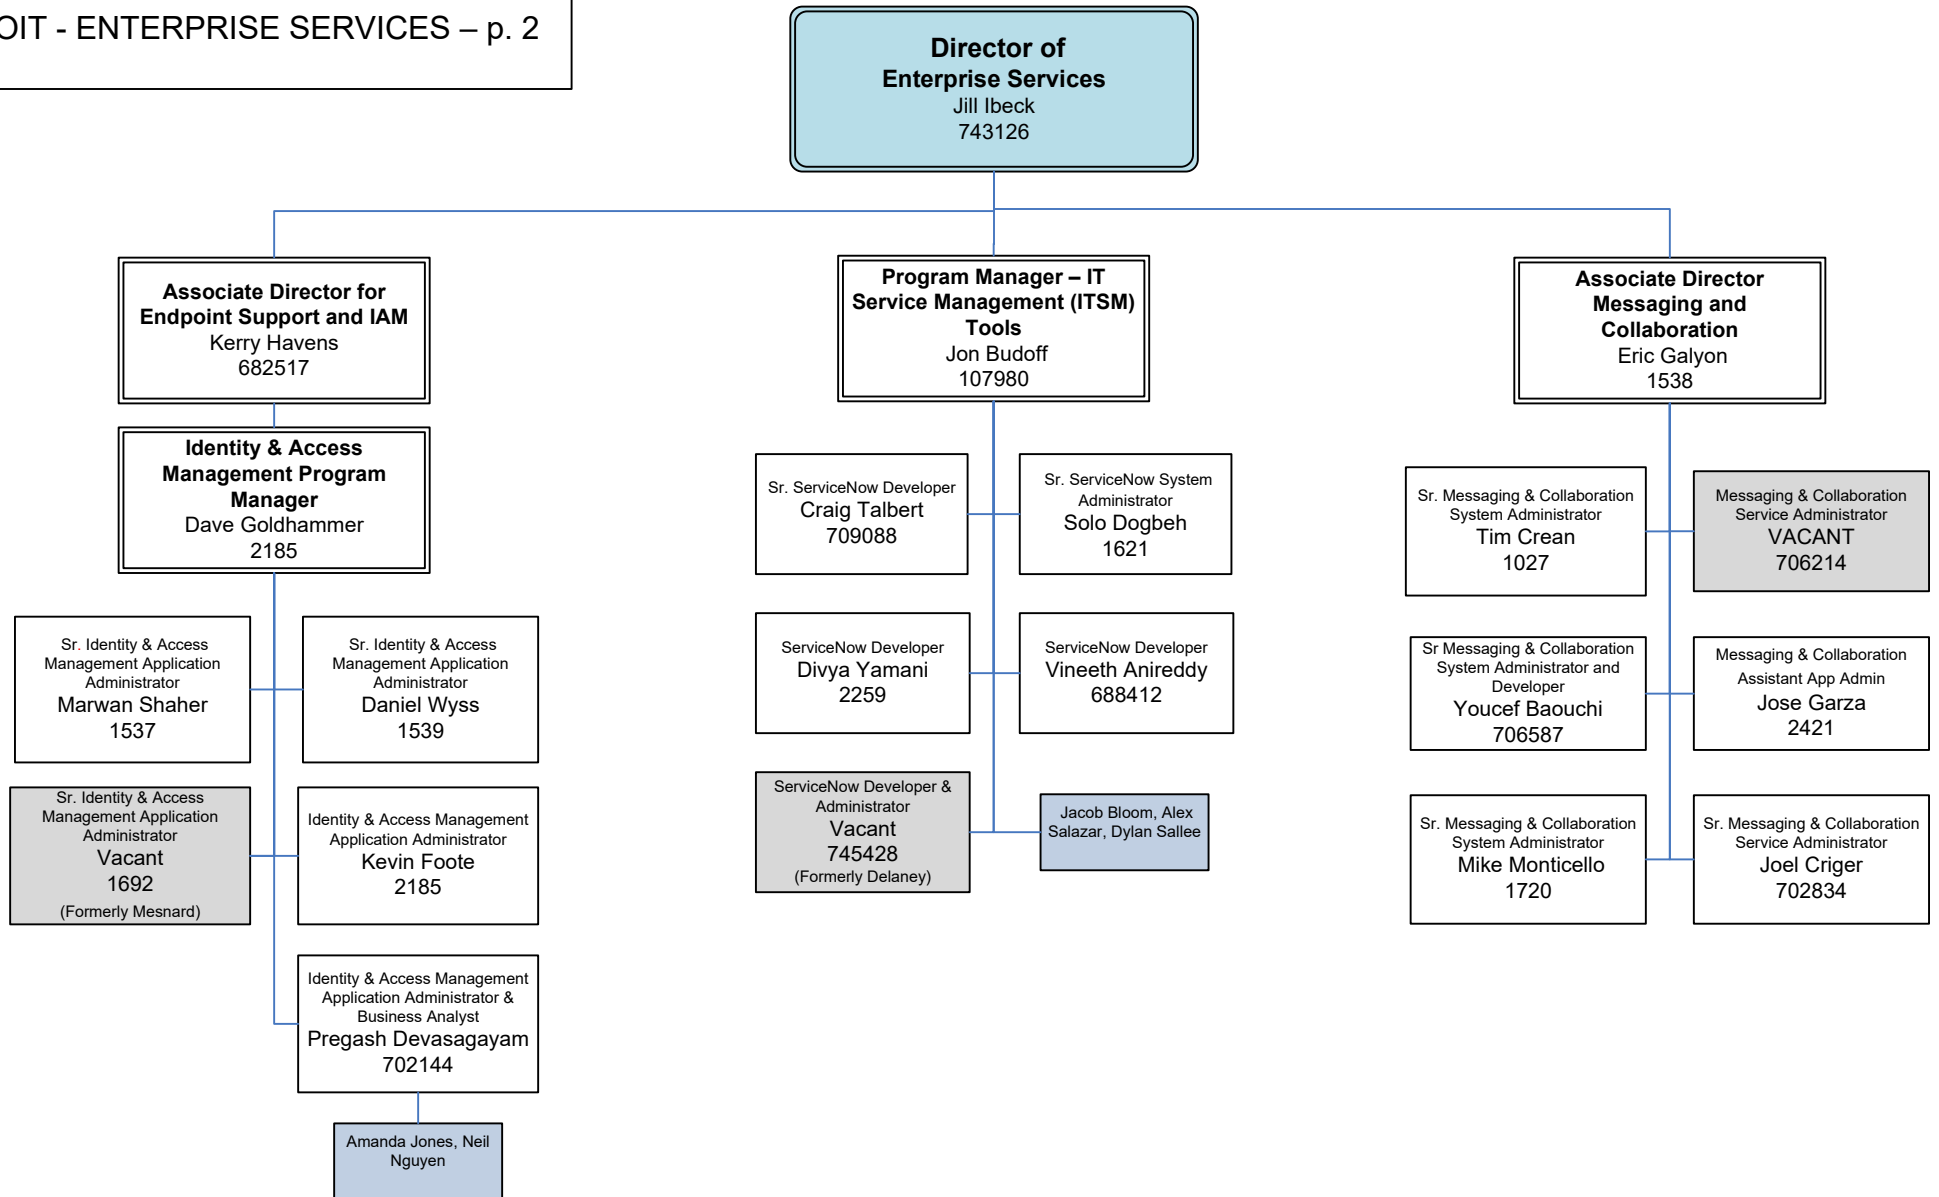 OIT - ENTERPRISE SERVICES – p. 2
Director of
Enterprise Services
Jill Ibeck
743126
Associate Director for
Endpoint Support and IAM
Kerry Havens
682517
Identity & Access
Management Program
Manager
Dave Goldhammer
2185
Sr. Identity & Access
Management Application
Administrator
Marwan Shaher
1537
Sr. Identity & Access
Management Application
Administrator
Daniel Wyss
1539
Sr. Identity & Access
Management Application
Administrator
Vacant
1692
(Formerly Mesnard)
Identity & Access Management
Application Administrator
Kevin Foote
2185
Identity & Access Management
Application Administrator &
Business Analyst
Pregash Devasagayam
702144
Amanda Jones, Neil
Nguyen
Program Manager – IT
Service Management (ITSM)
Tools
Jon Budoff
107980
Sr. ServiceNow Developer
Craig Talbert
709088
Sr. ServiceNow System
Administrator
Solo Dogbeh
1621
ServiceNow Developer
Divya Yamani
2259
ServiceNow Developer
Vineeth Anireddy
688412
ServiceNow Developer &
Administrator
Vacant
745428
(Formerly Delaney)
Jacob Bloom, Alex
Salazar, Dylan Sallee
Associate Director
Messaging and
Collaboration
Eric Galyon
1538
Sr. Messaging & Collaboration
System Administrator
Tim Crean
1027
Messaging & Collaboration
Service Administrator
VACANT
706214
Sr Messaging & Collaboration
System Administrator and
Developer
Youcef Baouchi
706587
Messaging & Collaboration
Assistant App Admin
Jose Garza
2421
Sr. Messaging & Collaboration
System Administrator
Mike Monticello
1720
Sr. Messaging & Collaboration
Service Administrator
Joel Criger
702834